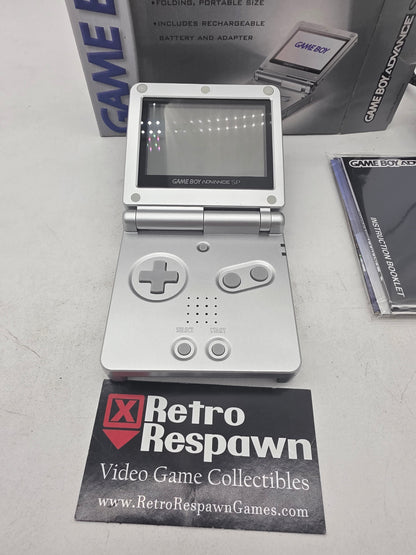 •FOLDING, PORTABLE SIZE
•INCLUDES RECHARGEABLE
BATTERY AND ADAPTER
GAME B
GAME BOY
GAME BOY ADVANCE SP
GAME BOY ADVANCE SP
GAME BOY ADVANCE
INSTRUCTION BOOKLET
SELECT
START
Retro
Respawn
Video Game Collectibles
www.RetroRespawnGames.com